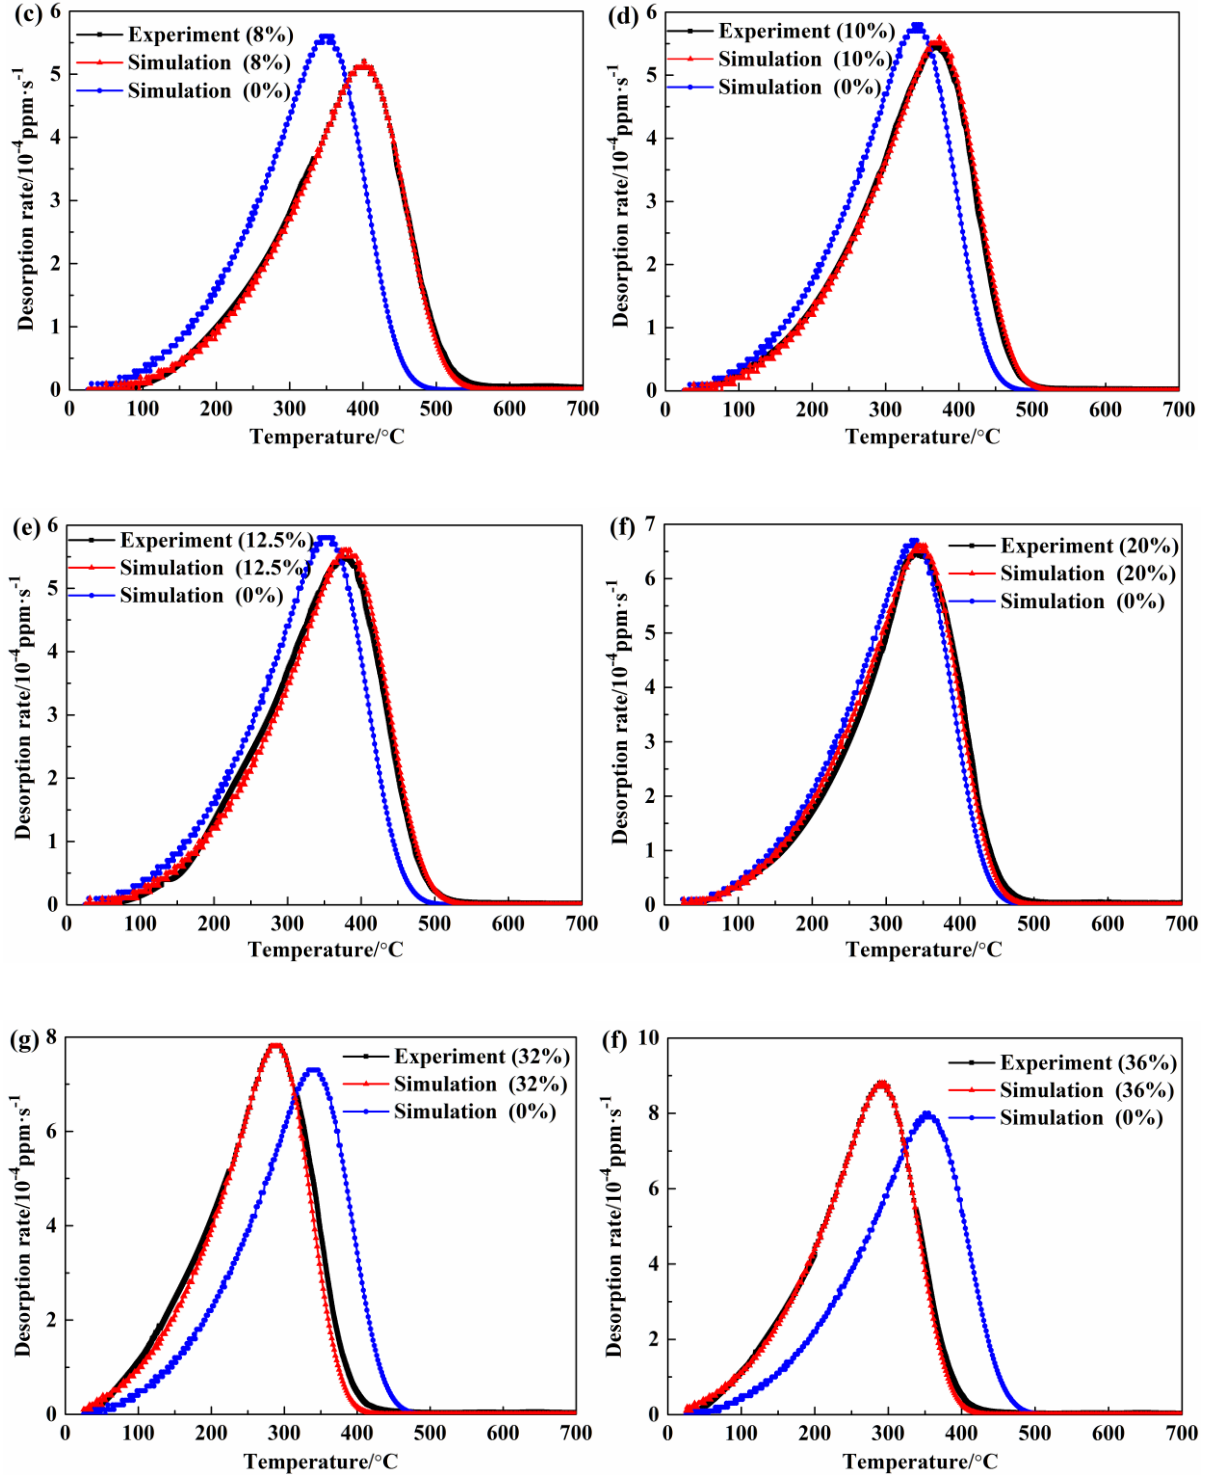 (c)
Experiment (8%)
Simulation (8%)
Simulation (0%)
6
5
4
3
2
1
0
Desorption rate/10⁻⁴ppm·s⁻¹
0 100 200 300 400 500 600 700
Temperature/°C
(d)
Experiment (10%)
Simulation (10%)
Simulation (0%)
6
5
4
3
2
1
0
Desorption rate/10⁻⁴ppm·s⁻¹
0 100 200 300 400 500 600 700
Temperature/°C
(e)
Experiment (12.5%)
Simulation (12.5%)
Simulation (0%)
6
5
4
3
2
1
0
Desorption rate/10⁻⁴ppm·s⁻¹
0 100 200 300 400 500 600 700
Temperature/°C
(f)
Experiment (20%)
Simulation (20%)
Simulation (0%)
7
6
5
4
3
2
1
0
Desorption rate/10⁻⁴ppm·s⁻¹
0 100 200 300 400 500 600 700
Temperature/°C
(g)
Experiment (32%)
Simulation (32%)
Simulation (0%)
8
6
4
2
0
Desorption rate/10⁻⁴ppm·s⁻¹
0 100 200 300 400 500 600 700
Temperature/°C
(f)
Experiment (36%)
Simulation (36%)
Simulation (0%)
10
8
6
4
2
0
Desorption rate/10⁻⁴ppm·s⁻¹
0 100 200 300 400 500 600 700
Temperature/°C